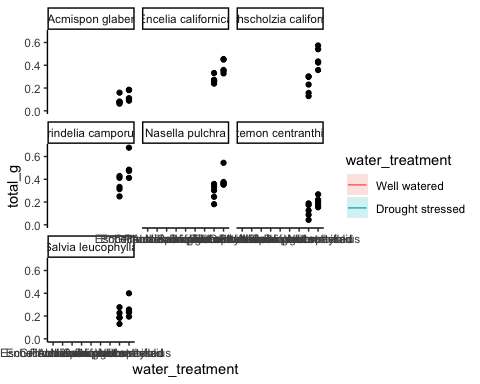 Acmispon glaber
Encelia californica
nscholzia californ
rindelia camporu
Nasella pulchra
temon centranthi
Salvia leucophylla
0.6
0.4
0.2
0.0
0.6
0.4
0.2
0.0
0.6
0.4
0.2
0.0
total_g
water_treatment
water_treatment
Well watered
Drought stressed